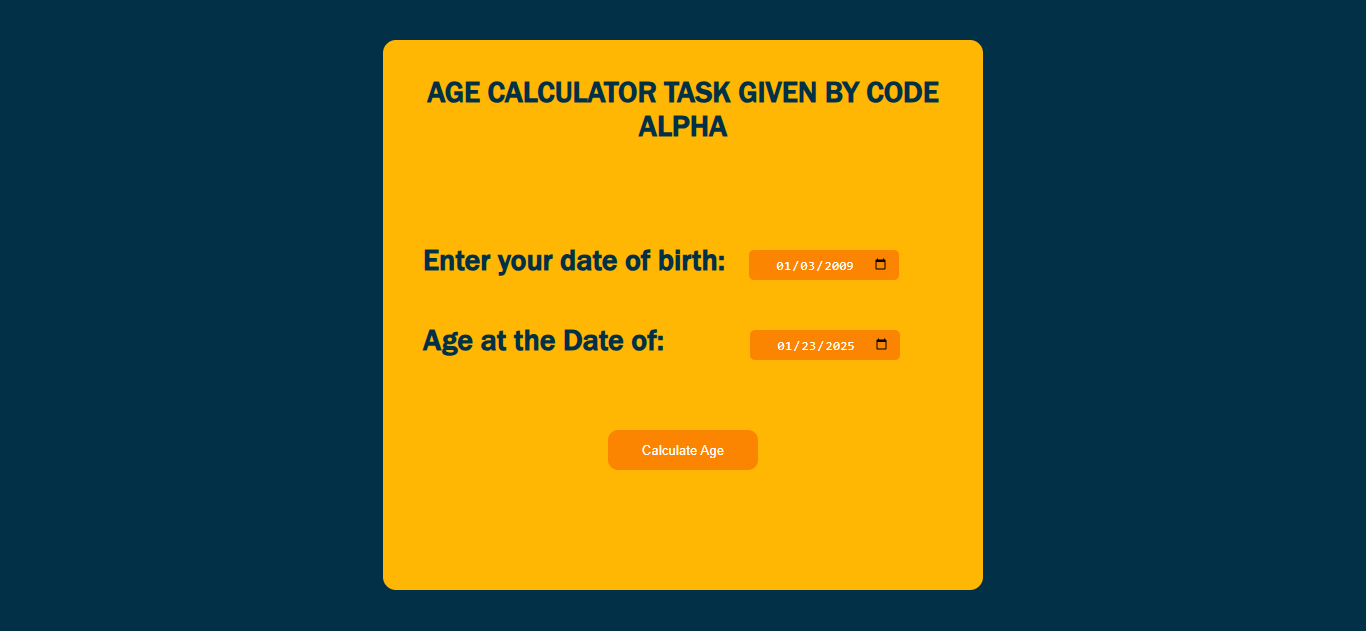 AGE CALCULATOR TASK GIVEN BY CODE
ALPHA
Enter your date of birth: 01/03/2009
Age at the Date of: 01/23/2025
Calculate Age